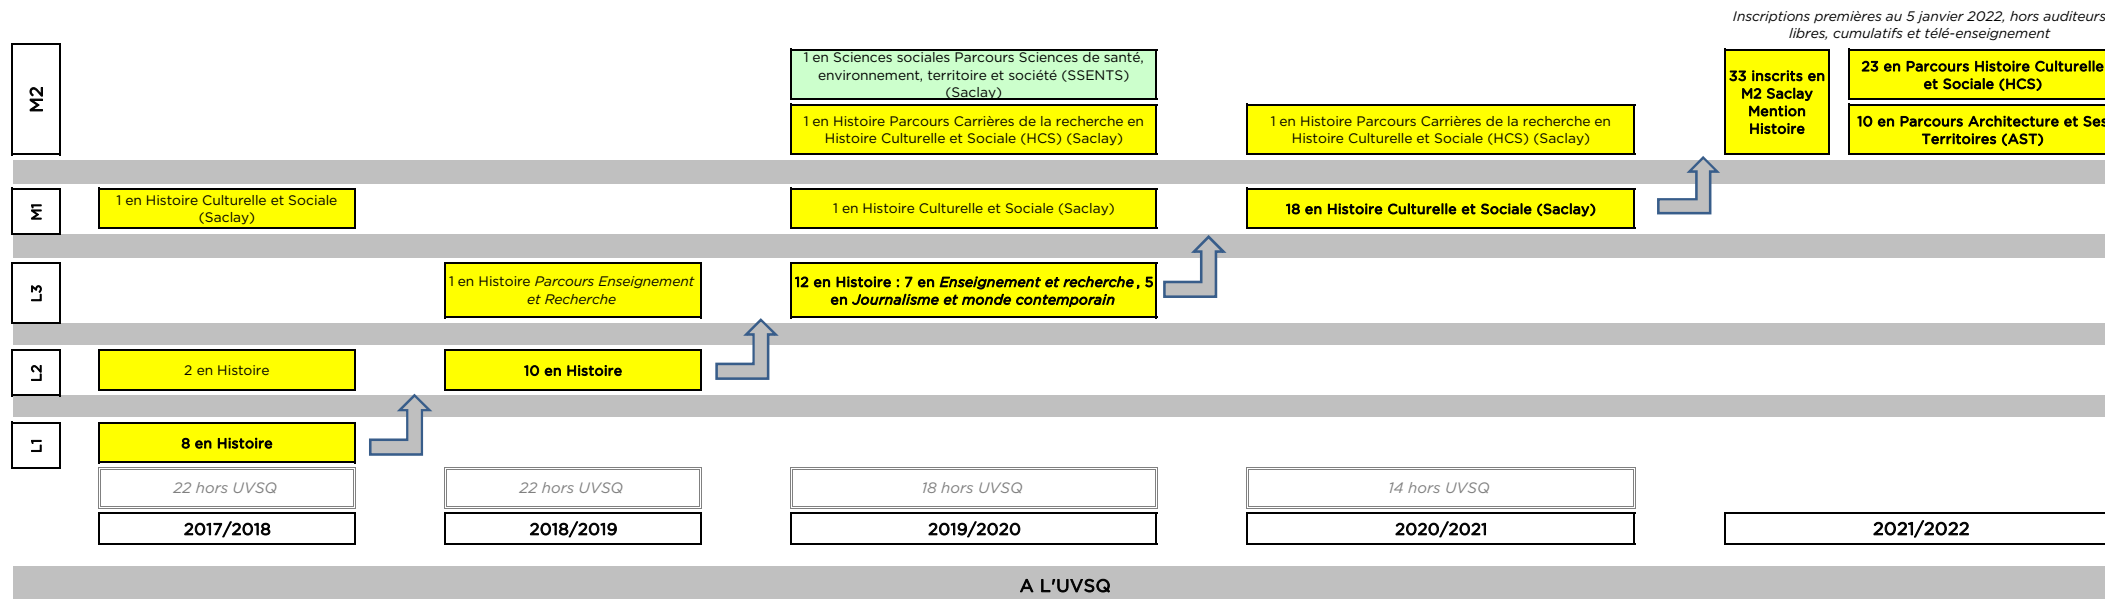 Inscriptions premières au 5 janvier 2022, hors auditeurs
libres, cumulatifs et télé-enseignement
M2
1 en Sciences sociales Parcours Sciences de santé,
environnement, territoire et société (SSENTS)
(Saclay)
1 en Histoire Parcours Carrières de la recherche en
Histoire Culturelle et Sociale (HCS) (Saclay)
1 en Histoire Parcours Carrières de la recherche en
Histoire Culturelle et Sociale (HCS) (Saclay)
33 inscrits en
M2 Saclay
Mention
Histoire
23 en Parcours Histoire Culturelle
et Sociale (HCS)
10 en Parcours Architecture et Ses
Territoires (AST)
M1
1 en Histoire Culturelle et Sociale
(Saclay)
1 en Histoire Culturelle et Sociale (Saclay)
18 en Histoire Culturelle et Sociale (Saclay)
L3
1 en Histoire Parcours Enseignement
et Recherche
12 en Histoire : 7 en Enseignement et recherche , 5
en Journalisme et monde contemporain
L2
2 en Histoire
10 en Histoire
L1
8 en Histoire
22 hors UVSQ
22 hors UVSQ
18 hors UVSQ
14 hors UVSQ
2017/2018
2018/2019
2019/2020
2020/2021
2021/2022
A L'UVSQ